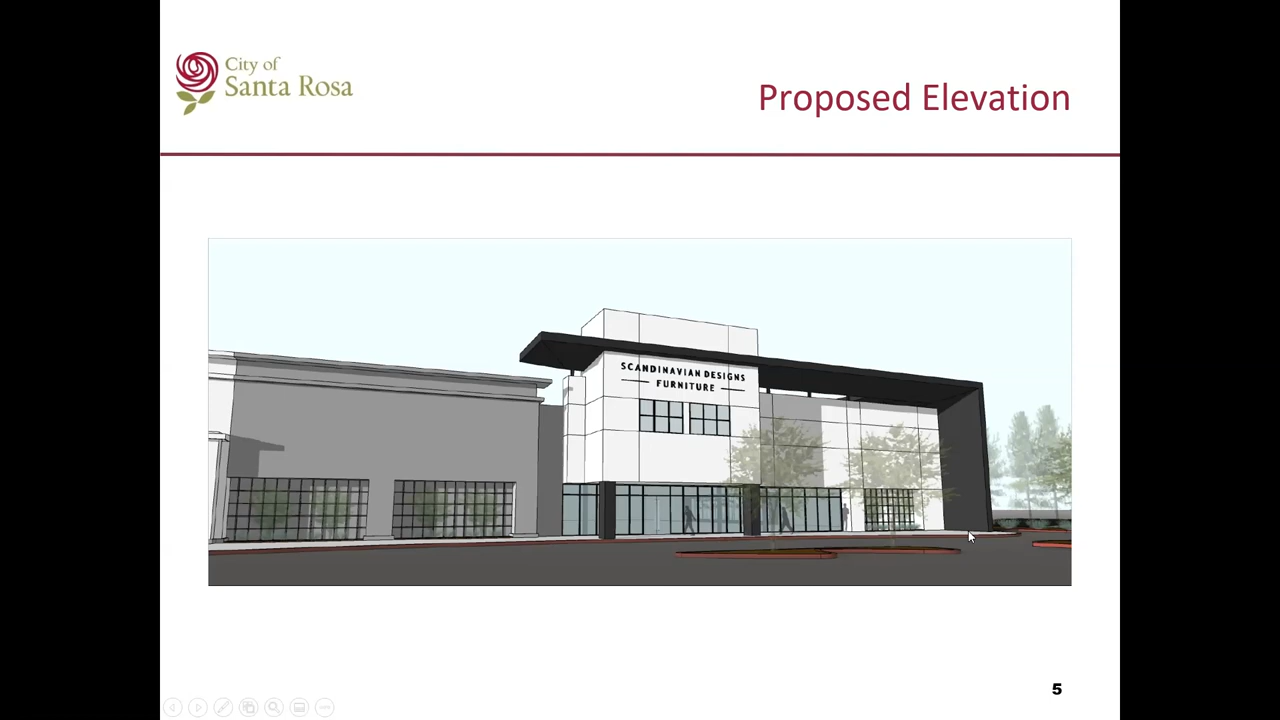 City of
Santa Rosa
Proposed Elevation
SCANDINAVIAN DESIGNS
FURNITURE
5